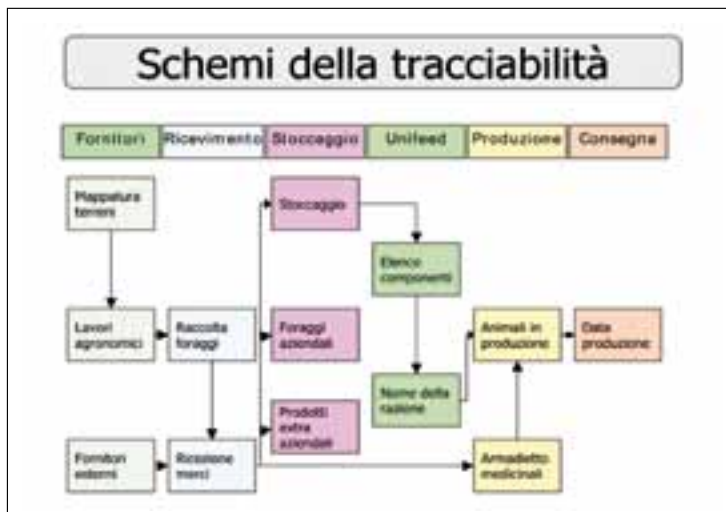 Schemi della tracciabilità
Fornitori Ricevimento Stoccaggio Unifeed Produzione Consegna
Mappatura
terreni
Stoccaggio
Elenco
componenti
Lavori
agronomici
Raccolta
foraggi
Foraggi
aziendali
Animali in
produzione
Data
produzione
Nome della
razione
Prodotti
extra
aziendali
Fornitori
esterni
Ricezione
merci
Armadietto
medicinali